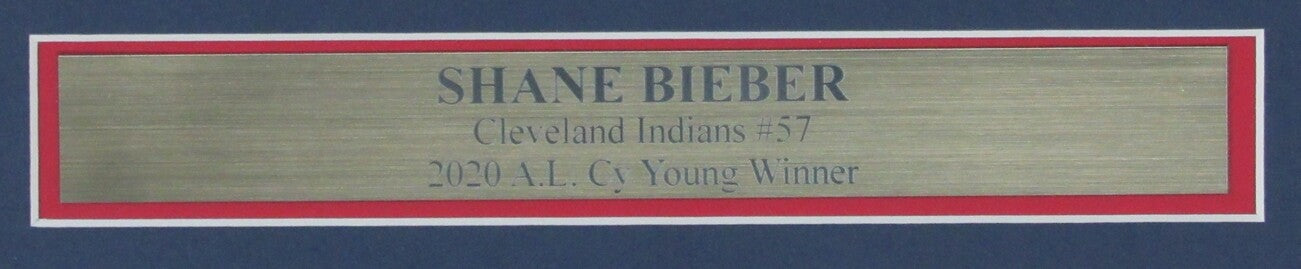 SHANE BIEBER
Cleveland Indians #57
2020 A.L. Cy Young Winner